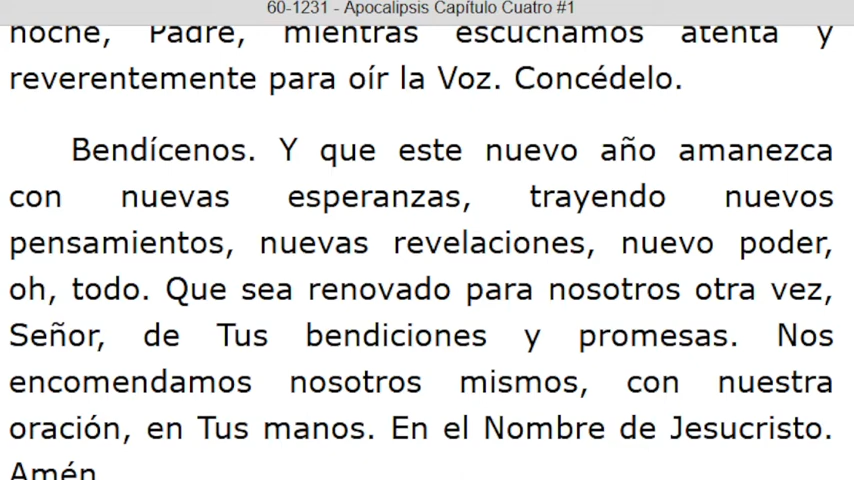 60-1231 - Apocalipsis Capítulo Cuatro #1
noche, Padre, mientras escuchamos atenta y
reverentemente para oír la Voz. Concédelo.
Bendícenos. Y que este nuevo año amanezca
con nuevas esperanzas, trayendo nuevos
pensamientos, nuevas revelaciones, nuevo poder,
oh, todo. Que sea renovado para nosotros otra vez,
Señor, de Tus bendiciones y promesas. Nos
encomendamos nosotros mismos, con nuestra
oración, en Tus manos. En el Nombre de Jesucristo.
Amén